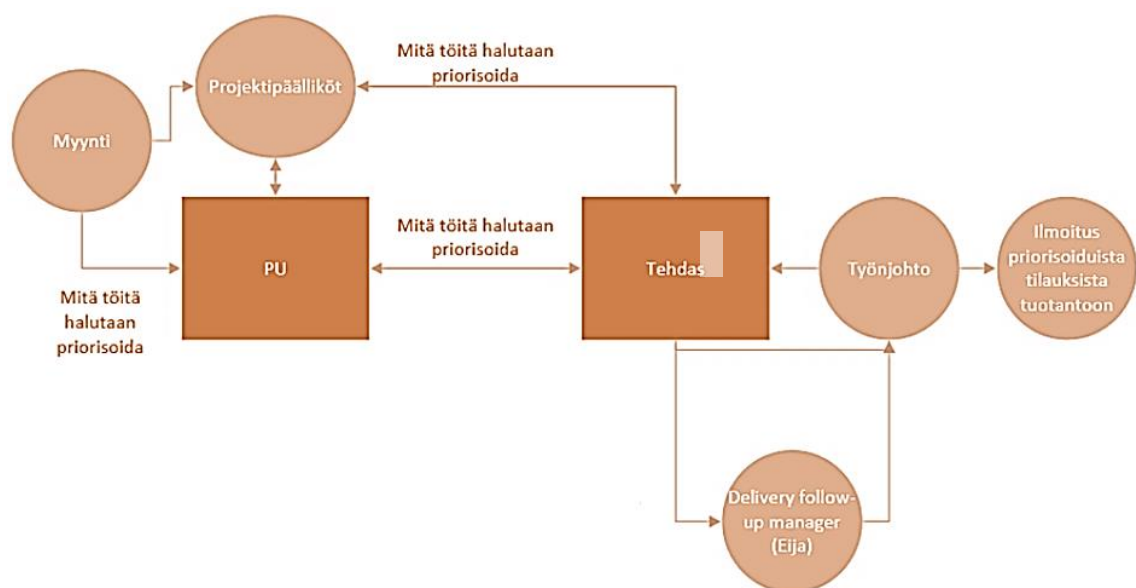 Mitä töitä halutaan
priorisoida
Projektipäälliköt
Myynti
Mitä töitä halutaan
priorisoida
PU
Tehdas
Työnjohto
Ilmoitus
priorisoiduista
tilauksista
tuotantoon
Mitä töitä
halutaan
priorisoida
Delivery follow-
up manager
(Eija)